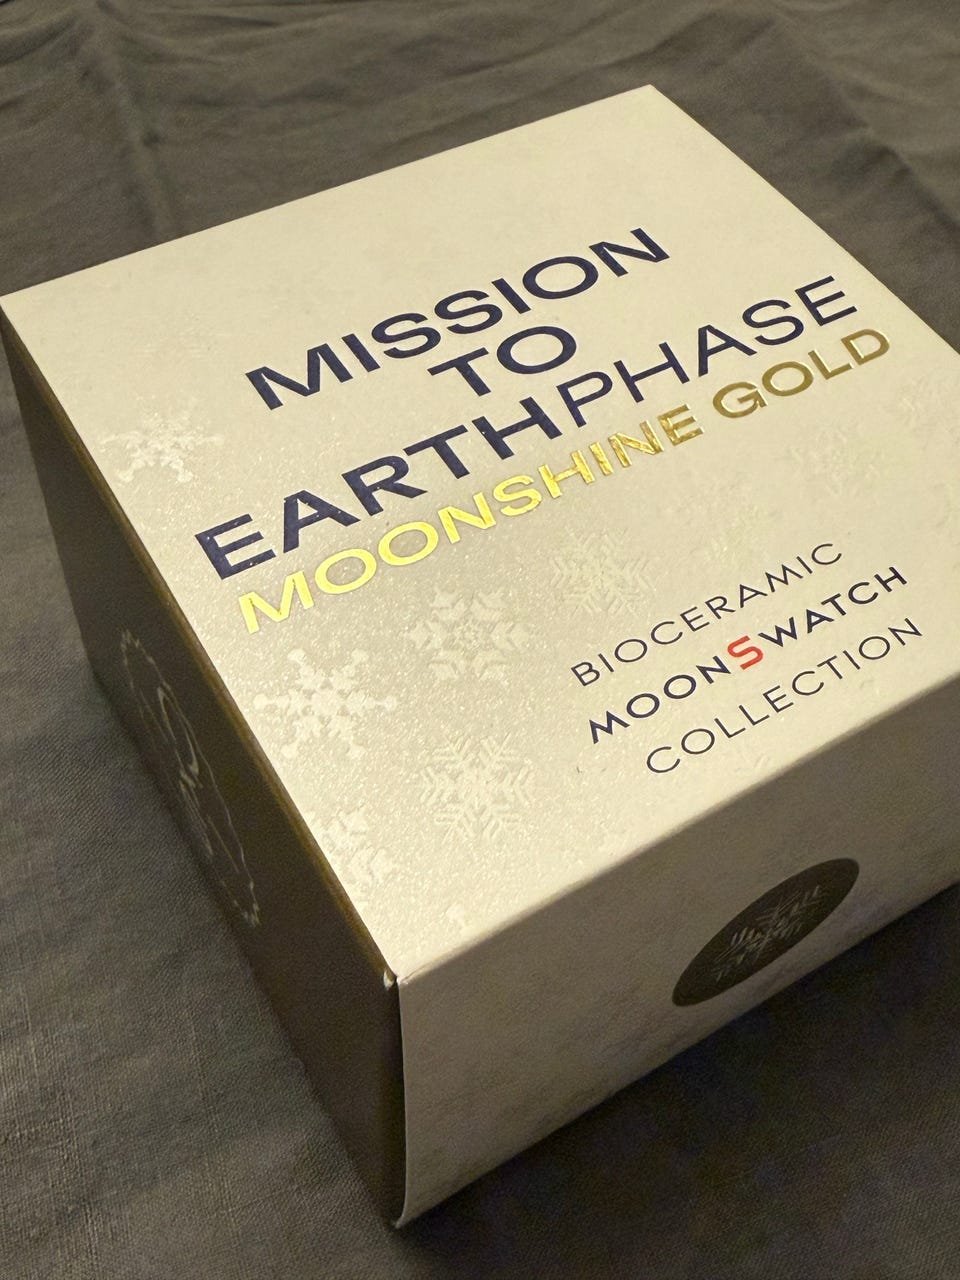 MISSION
TO
EARTHPHASE
MOONSHINE GOLD
BIOCERAMIC
MOONSWATCH
COLLECTION